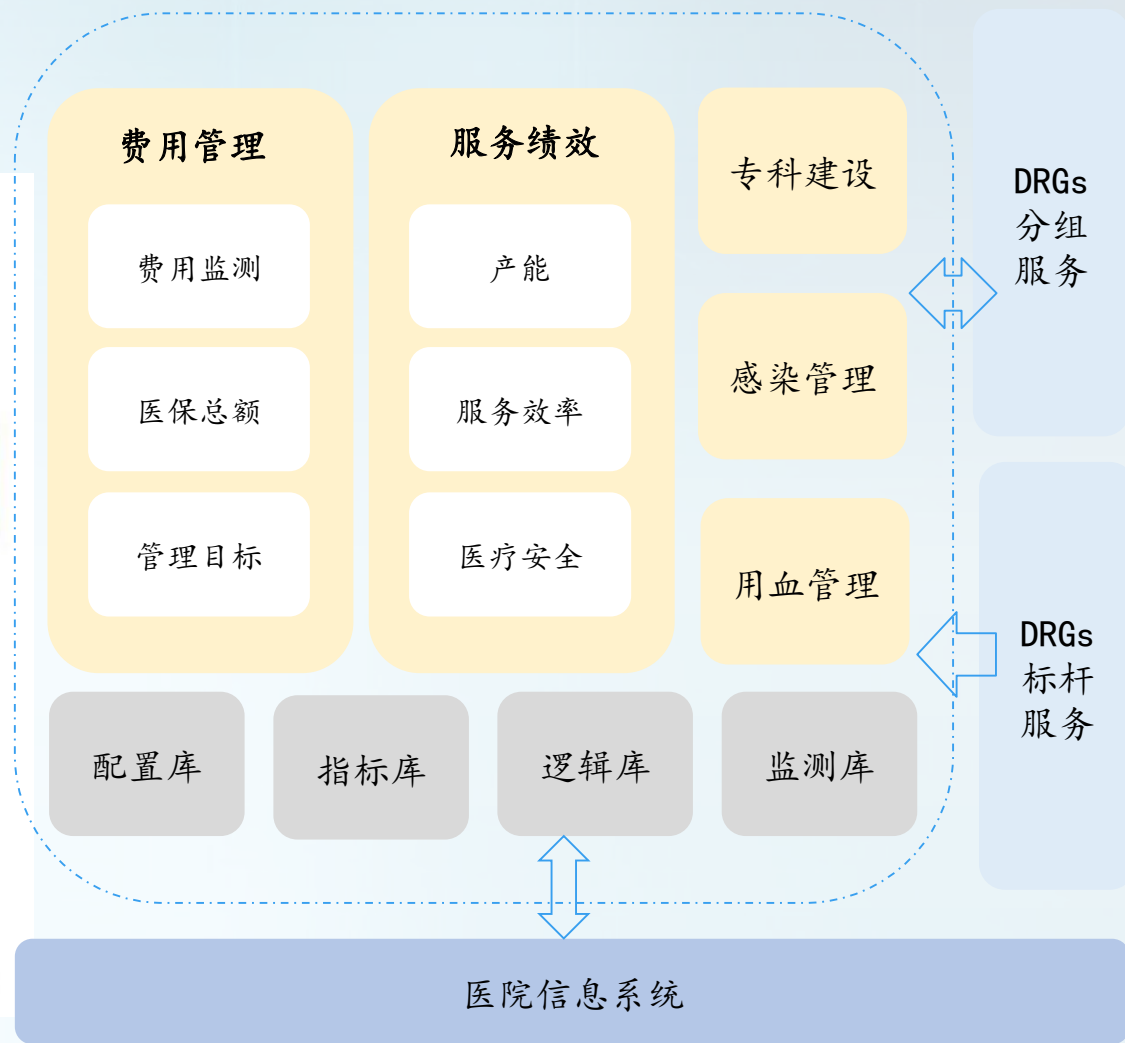 费用管理
费用监测
医保总额
管理目标
服务绩效
产能
服务效率
医疗安全
专科建设
感染管理
用血管理
DRGs
分组
服务
DRGs
标杆
服务
配置库
指标库
逻辑库
监测库
医院信息系统